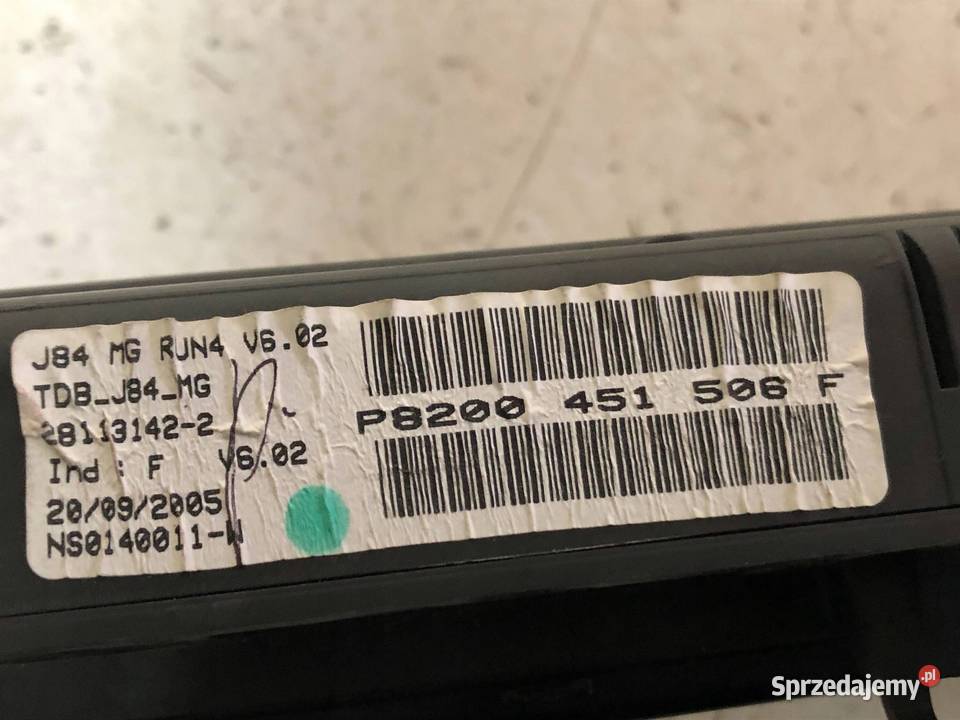 J84 MG RUN4 V6.02
TDB_J84_MG
28113142-2
Ind : F V6.02
20/09/2005
NS0140011-W
P8200 451 506 F
Sprzedajemy.pl